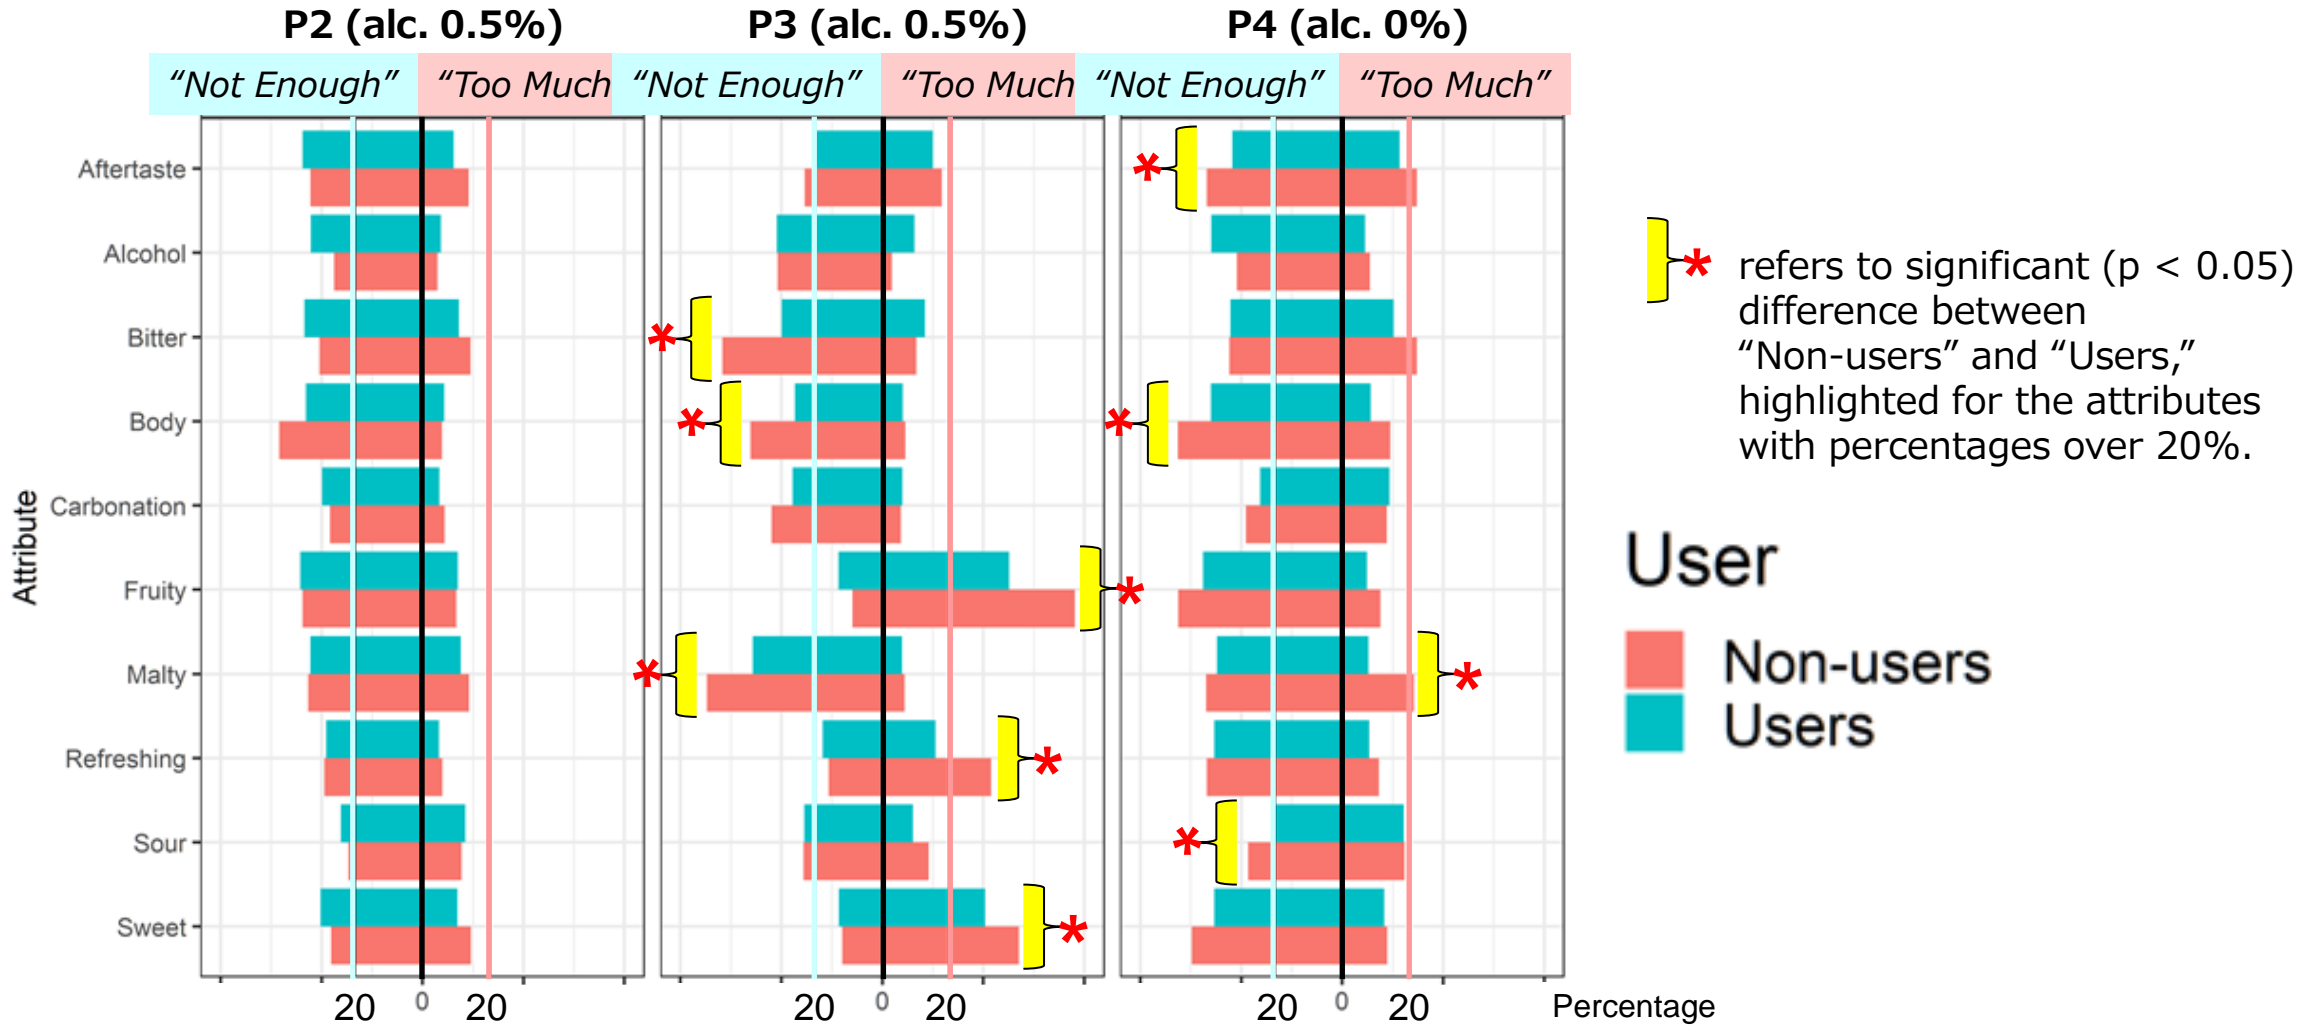 P2 (alc. 0.5%)
P3 (alc. 0.5%)
P4 (alc. 0%)
“Not Enough”
“Too Much
“Not Enough”
“Too Much
“Not Enough”
“Too Much”
Attribute
Aftertaste
Alcohol
Bitter
Body
Carbonation
Fruity
Malty
Refreshing
Sour
Sweet
*
*
*
*
*
*
*
*
*
*
* refers to significant (p < 0.05)
difference between
“Non-users” and “Users,”
highlighted for the attributes
with percentages over 20%.
User
Non-users
Users
20 0 20
20 0 20
20 0 20
Percentage